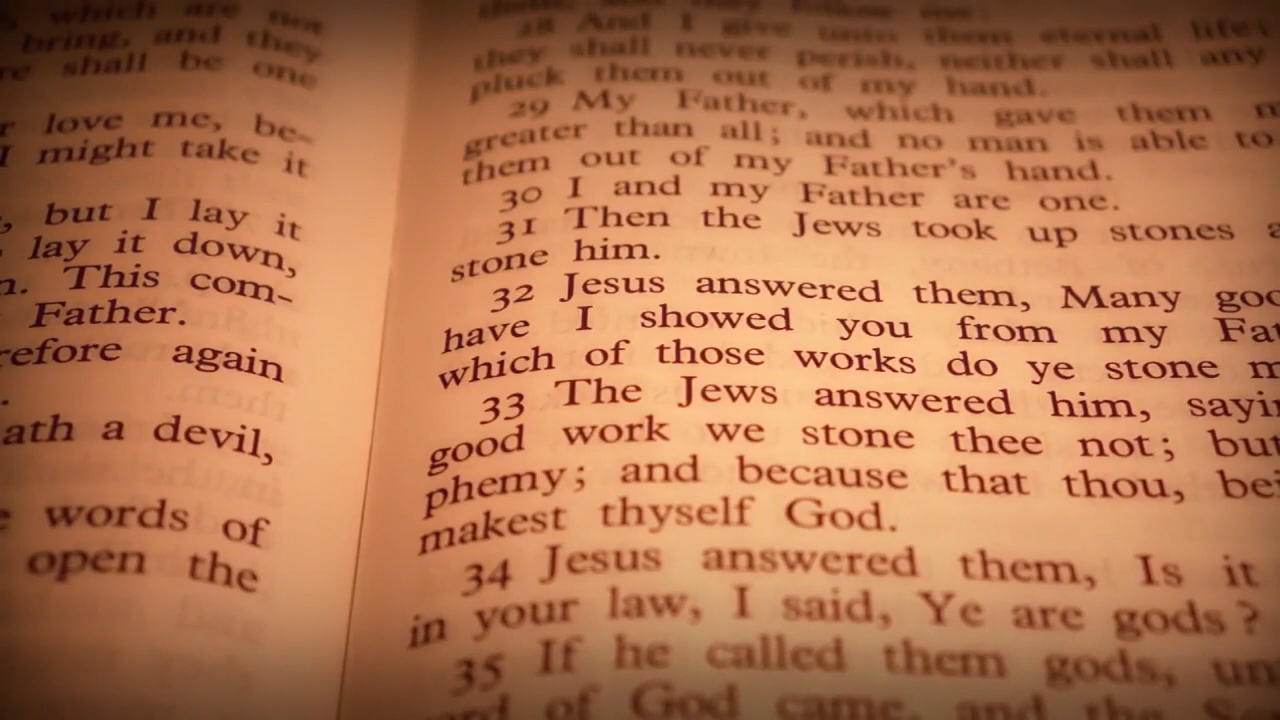 which are not
bring, and they
shall be one
love me, be-
I might take it
but I lay it
lay it down,
This com-
Father.
again
a devil,
words of
open the
28 And I give unto them eternal life;
they shall never perish, neither shall any
pluck them out of my hand.
29 My Father, which gave them
greater than all; and no man is able to
them out of my Father's hand.
30 I and my Father are one.
31 Then the Jews took up stones
stone him.
32 Jesus answered them, Many
have I showed you from my
which of those works do ye stone
33 The Jews answered him,
good work we stone thee not;
phemy; and because that thou,
makest thyself God.
34 Jesus answered them, Is it
in your law, I said, Ye are gods?
35 If he called them gods,
of God came, and the